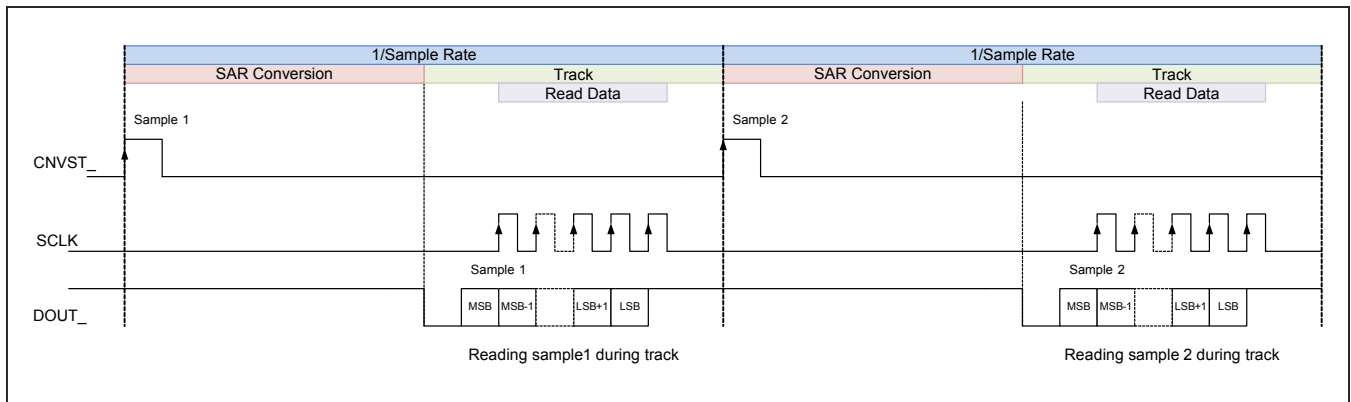 1/Sample Rate 1/Sample Rate
SAR Conversion Track SAR Conversion Track
Read Data Read Data
Sample 1 Sample 2
CNVST_
SCLK
Sample 1 Sample 2
DOUT_ MSB MSB-1 LSB+1 LSB MSB MSB-1 LSB+1 LSB
Reading sample1 during track Reading sample 2 during track